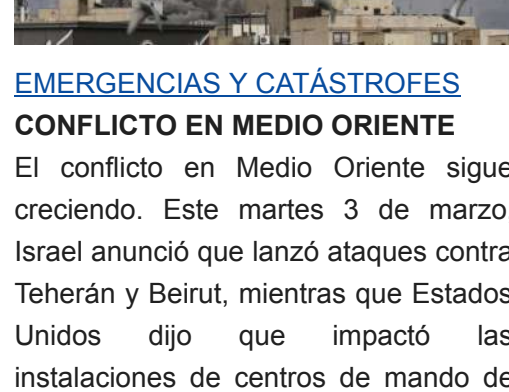 EMERGENCIAS Y CATÁSTROFES
CONFLICTO EN MEDIO ORIENTE
El conflicto en Medio Oriente sigue
creciendo. Este martes 3 de marzo
Israel anunció que lanzó ataques contra
Teherán y Beirut, mientras que Estados
Unidos dijo que impactó las
instalaciones de centros de mando de